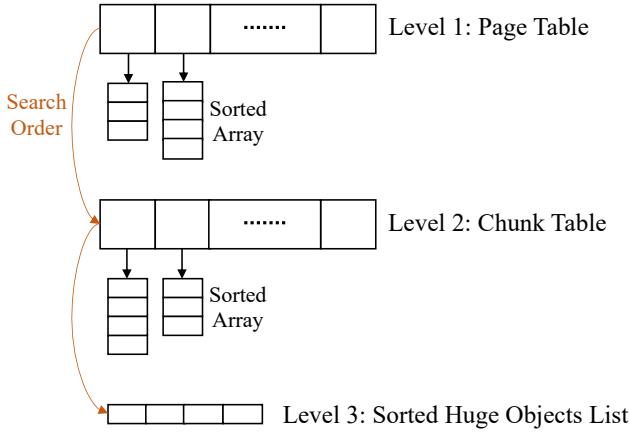 Level 1: Page Table
.......
Search
Order
Sorted
Array
Level 2: Chunk Table
.......
Sorted
Array
Level 3: Sorted Huge Objects List